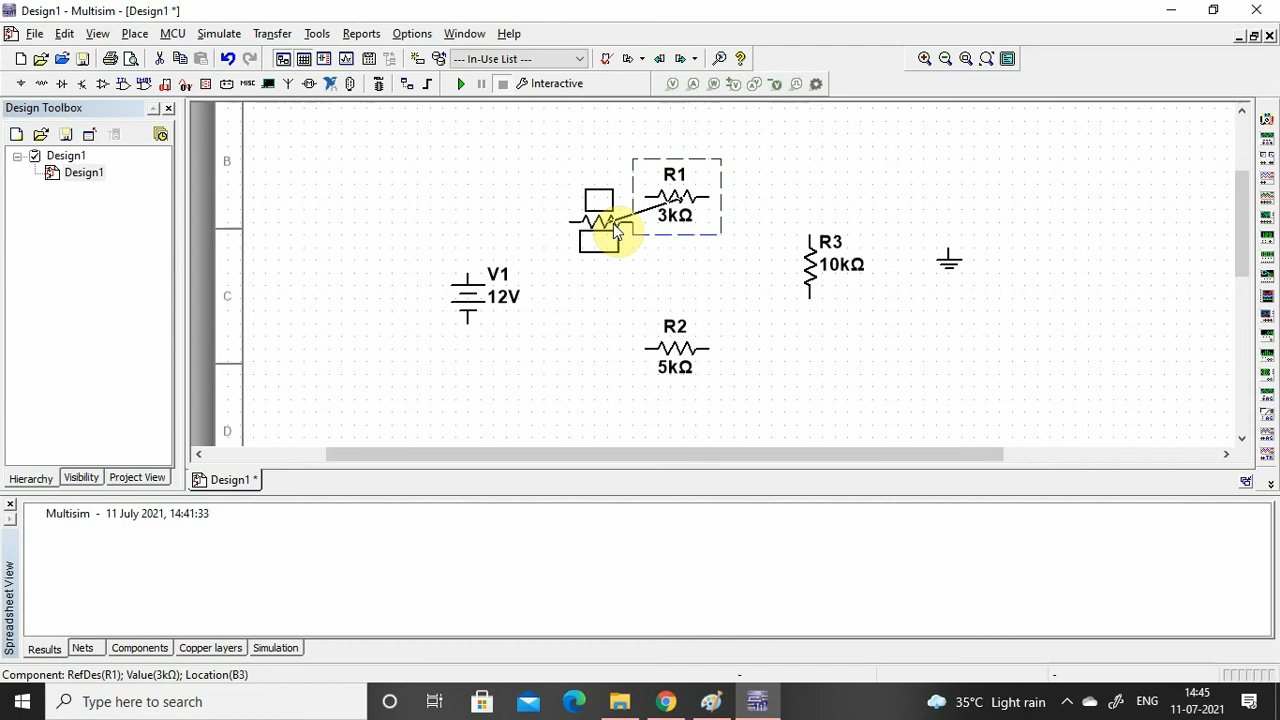 Design1 - Multisim - [Design1 *]
File Edit View Place MCU Simulate Transfer Tools Reports Options Window Help
--- In-Use List ---
MISC
Interactive
Design Toolbox
Design1
Design1
B
C
D
R1
3kΩ
V1
12V
R2
5kΩ
R3
10kΩ
Hierarchy Visibility Project View
Design1 *
Multisim - 11 July 2021, 14:41:33
Spreadsheet View
Results Nets Components Copper layers Simulation
Component: RefDes(R1); Value(3kΩ); Location(B3)
- - -
Type here to search
35°C Light rain
ENG
14:45
11-07-2021